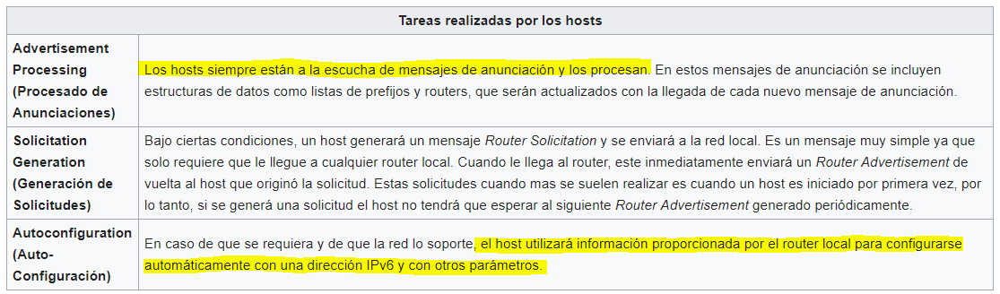 Tareas realizadas por los hosts
Advertisement
Processing
(Procesado de
Anunciaciones)
Los hosts siempre están a la escucha de mensajes de anunciación y los procesan. En estos mensajes de anunciación se incluyen
estructuras de datos como listas de prefijos y routers, que serán actualizados con la llegada de cada nuevo mensaje de anunciación.
Solicitation
Generation
(Generación de
Solicitudes)
Bajo ciertas condiciones, un host generará un mensaje Router Solicitation y se enviará a la red local. Es un mensaje muy simple ya que
solo requiere que le llegue a cualquier router local. Cuando le llega al router, este inmediatamente enviará un Router Advertisement de
vuelta al host que originó la solicitud. Estas solicitudes cuando mas se suelen realizar es cuando un host es iniciado por primera vez, por
lo tanto, si se generá una solicitud el host no tendrá que esperar al siguiente Router Advertisement generado periódicamente.
Autoconfiguration
(Auto-
Configuración)
En caso de que se requiera y de que la red lo soporte, el host utilizará información proporcionada por el router local para configurarse
automáticamente con una dirección IPv6 y con otros parámetros.